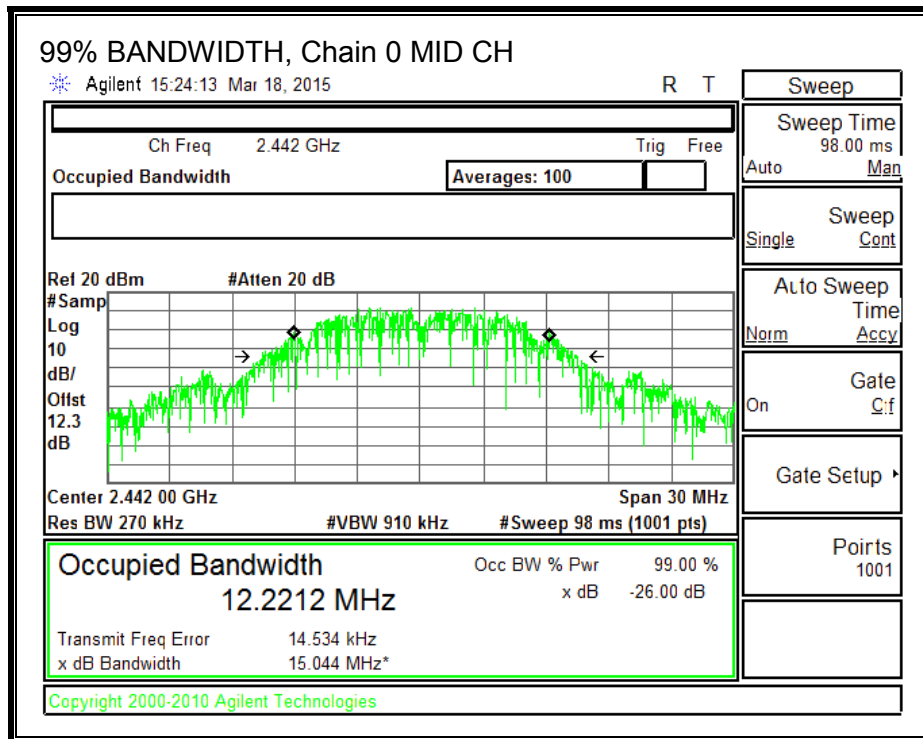 99% BANDWIDTH, Chain 0 MID CH
Agilent 15:24:13 Mar 18, 2015 R T
Ch Freq 2.442 GHz Trig Free
Occupied Bandwidth Averages: 100
Ref 20 dBm #Atten 20 dB
#Samp
Log
10
dB/
Offst
12.3
dB
Center 2.442 00 GHz Span 30 MHz
Res BW 270 kHz #VBW 910 kHz #Sweep 98 ms (1001 pts)
Occupied Bandwidth Occ BW % Pwr 99.00 %
12.2212 MHz x dB -26.00 dB
Transmit Freq Error 14.534 kHz
x dB Bandwidth 15.044 MHz*
Copyright 2000-2010 Agilent Technologies
Sweep
Sweep Time
98.00 ms
Auto Man
Sweep
Single Cont
Auto Sweep
Time
Norm Accy
Gate
On Off
Gate Setup
Points
1001